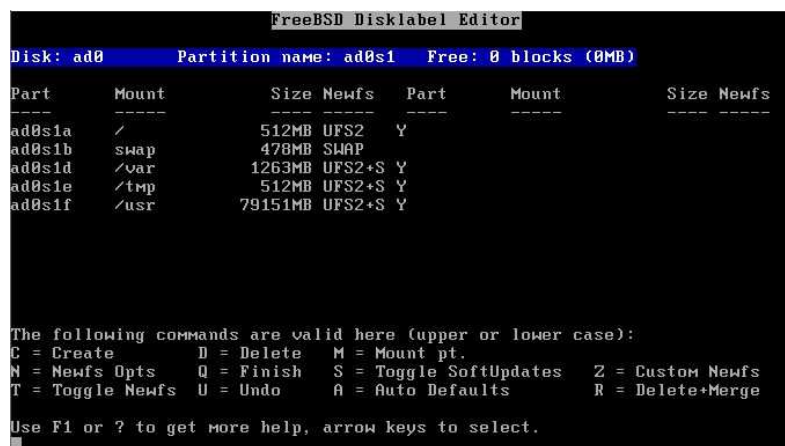 FreeBSD Disklabel Editor
Disk: ad0 Partition name: ad0s1 Free: 0 blocks (0MB)
Part Mount Size Newfs Part Mount Size Newfs
---- ----- ---- ----- ---- ----- ---- -----
ad0s1a / 512MB UFS2 Y
ad0s1b swap 478MB SWAP
ad0s1d /var 1263MB UFS2+S Y
ad0s1e /tmp 512MB UFS2+S Y
ad0s1f /usr 79151MB UFS2+S Y
The following commands are valid here (upper or lower case):
C = Create D = Delete M = Mount pt.
N = Newfs Opts Q = Finish S = Toggle SoftUpdates Z = Custom Newfs
T = Toggle Newfs U = Undo A = Auto Defaults R = Delete+Merge
Use F1 or ? to get more help, arrow keys to select.